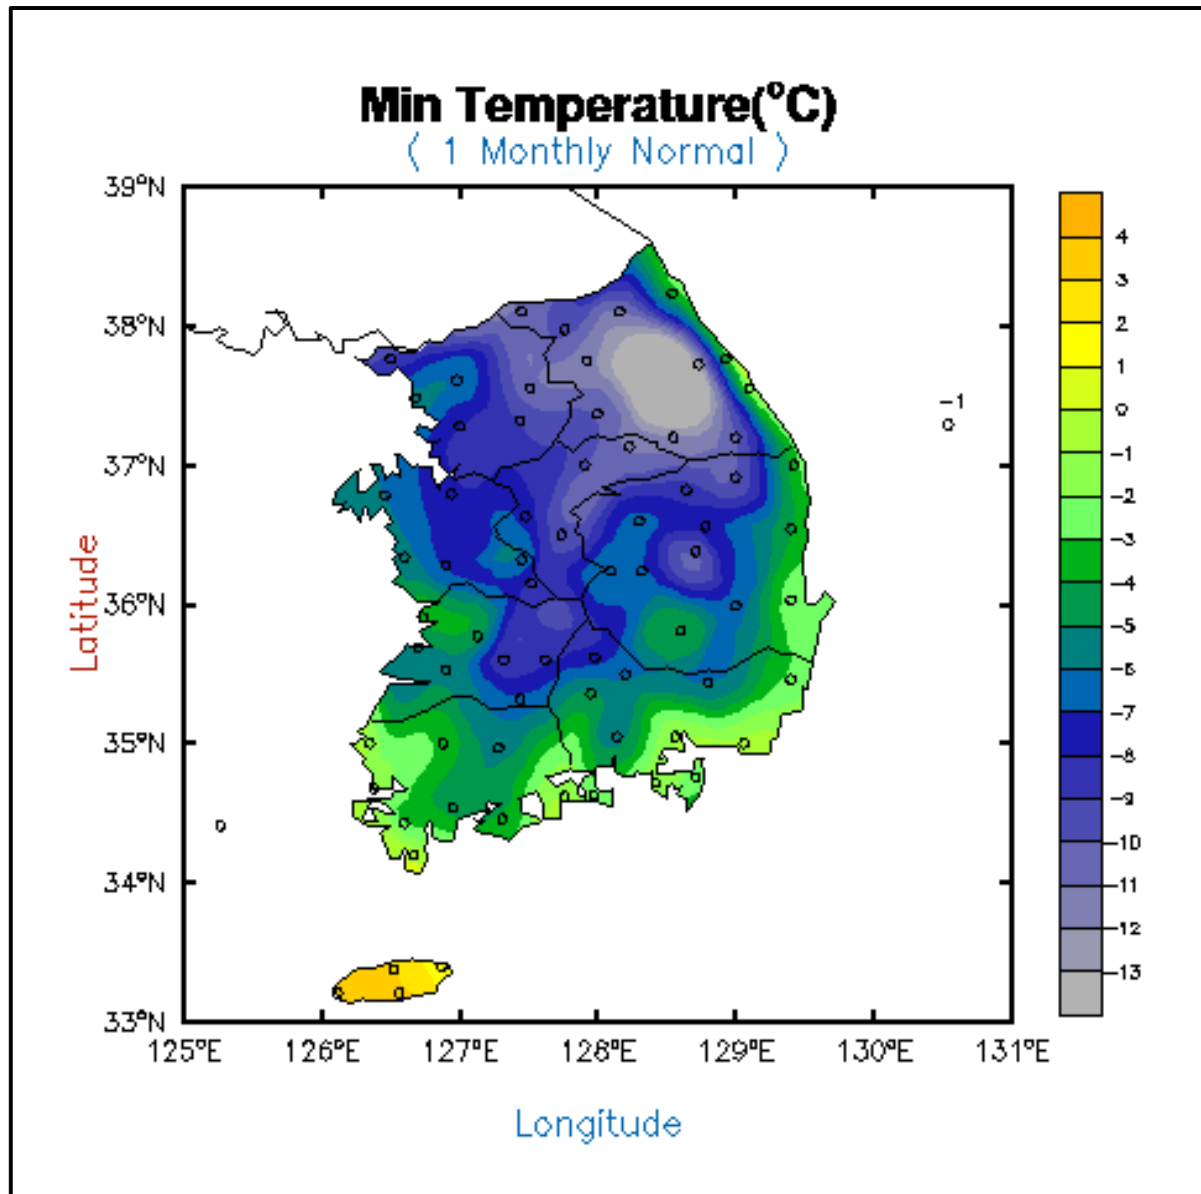 Min Temperature(°C)
⟨ 1 Monthly Normal ⟩
39°N
38°N
37°N
36°N
35°N
34°N
33°N
125°E 126°E 127°E 128°E 129°E 130°E 131°E
Latitude
Longitude
-1
4
3
2
1
0
-1
-2
-3
-4
-5
-6
-7
-8
-9
-10
-11
-12
-13